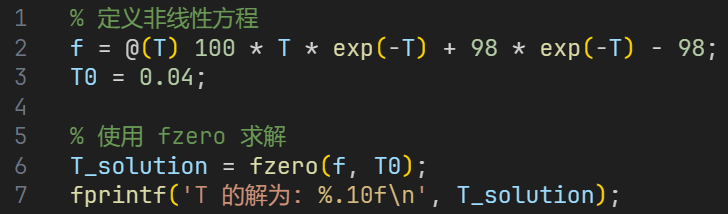 1 % 定义非线性方程
2 f = @(T) 100 * T * exp(-T) + 98 * exp(-T) - 98;
3 T0 = 0.04;
4
5 % 使用 fzero 求解
6 T_solution = fzero(f, T0);
7 fprintf('T 的解为: %.10f\n', T_solution);